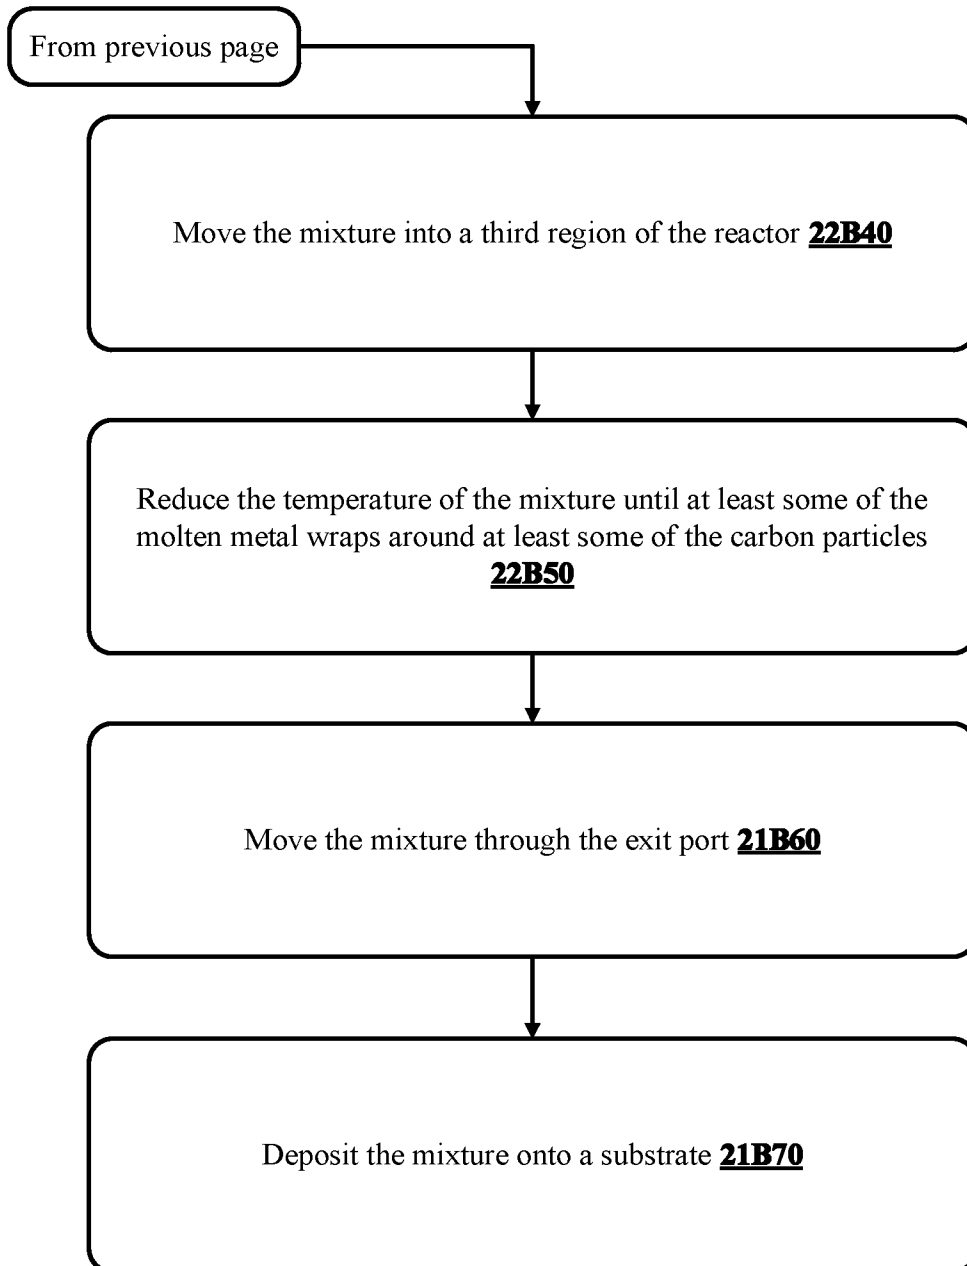 From previous page
Move the mixture into a third region of the reactor 22B40
Reduce the temperature of the mixture until at least some of the
molten metal wraps around at least some of the carbon particles
22B50
Move the mixture through the exit port 21B60
Deposit the mixture onto a substrate 21B70